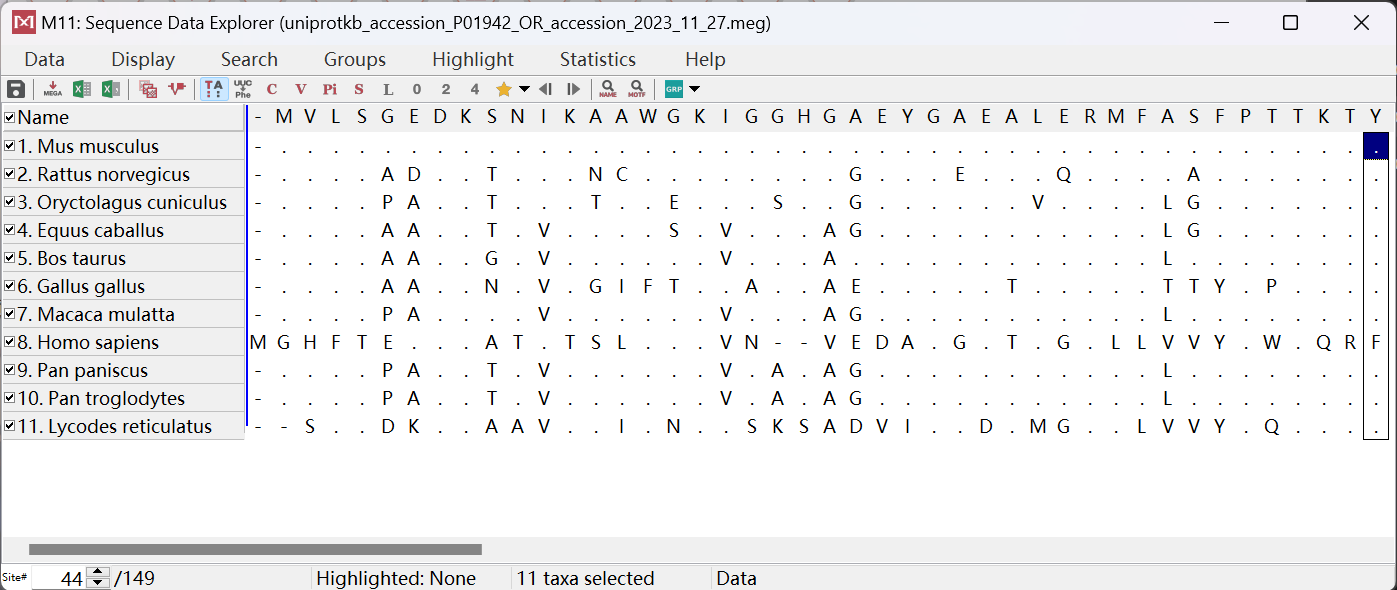 M11: Sequence Data Explorer (uniprotkb_accession_P01942_OR_accession_2023_11_27.meg)
Data Display Search Groups Highlight Statistics Help
MEGA X X TA UUC Phe C V Pi S L 0 2 4 NAME MOTF GRP
Name - M V L S G E D K S N I K A A W G K I G G H G A E Y G A E A L E R M F A S F P T T K T Y
1. Mus musculus - . . . . . . . . . . . . . . . . . . . . . . . . . . . . . . . . . . . . . . . . . . .
2. Rattus norvegicus - . . . . A D . . T . . . N C . . . . . . . . G . . . E . . . Q . . . . A . . . . . . .
3. Oryctolagus cuniculus - . . . . P A . . T . . . T . . E . . . S . . G . . . . . . V . . . . L G . . . . . . .
4. Equus caballus - . . . . A A . . T . V . . . . S . V . . . A G . . . . . . . . . . . L G . . . . . . .
5. Bos taurus - . . . . A A . . G . V . . . . . . V . . . A . . . . . . . . . . . . L . . . . . . . .
6. Gallus gallus - . . . . A A . . N . V . G I F T . . A . . A E . . . . . T . . . . . T T Y . P . . . .
7. Macaca mulatta - . . . . P A . . . . V . . . . . . V . . . A G . . . . . . . . . . . L . . . . . . . .
8. Homo sapiens M G H F T E . . . A T . T S L . . . V N - - V E D A . G . T . G . L L V V Y . W . Q R F
9. Pan paniscus - . . . . P A . . T . V . . . . . . V . A . A G . . . . . . . . . . . L . . . . . . . .
10. Pan troglodytes - . . . . P A . . T . V . . . . . . V . A . A G . . . . . . . . . . . L . . . . . . . .
11. Lycodes reticulatus - - S . . D K . . A A V . . I . N . . S K S A D V I . . D . M G . . L V V Y . Q . . . .
Site# 44 /149 Highlighted: None 11 taxa selected Data